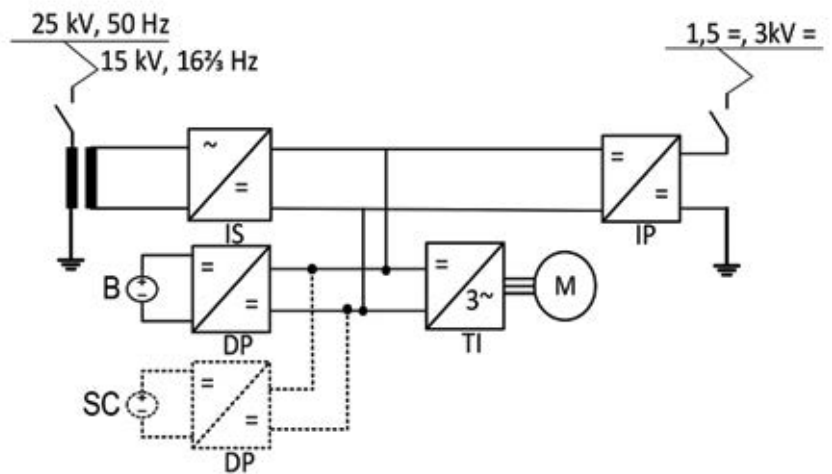 25 kV, 50 Hz
15 kV, 16⅔ Hz
1,5 =, 3kV =
~
=
IS
=
=
IP
B
+
−
=
=
DP
=
3~
TI
M
SC
+
−
=
=
DP